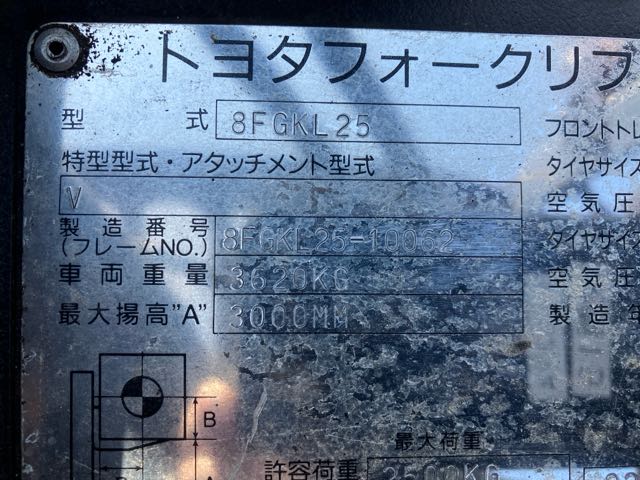 トヨタフォークリフ
型 式 8FGKL25 フロントトレ
特型型式・アタッチメント型式 タイヤサイズ
V 空気圧
製造番号 8FGKL25-10062 タイヤサイズ
(フレームNO.)
車両重量 3620KG 空気圧
最大揚高"A" 3000MM 製造年
B
最大荷重
許容荷重 2500KG